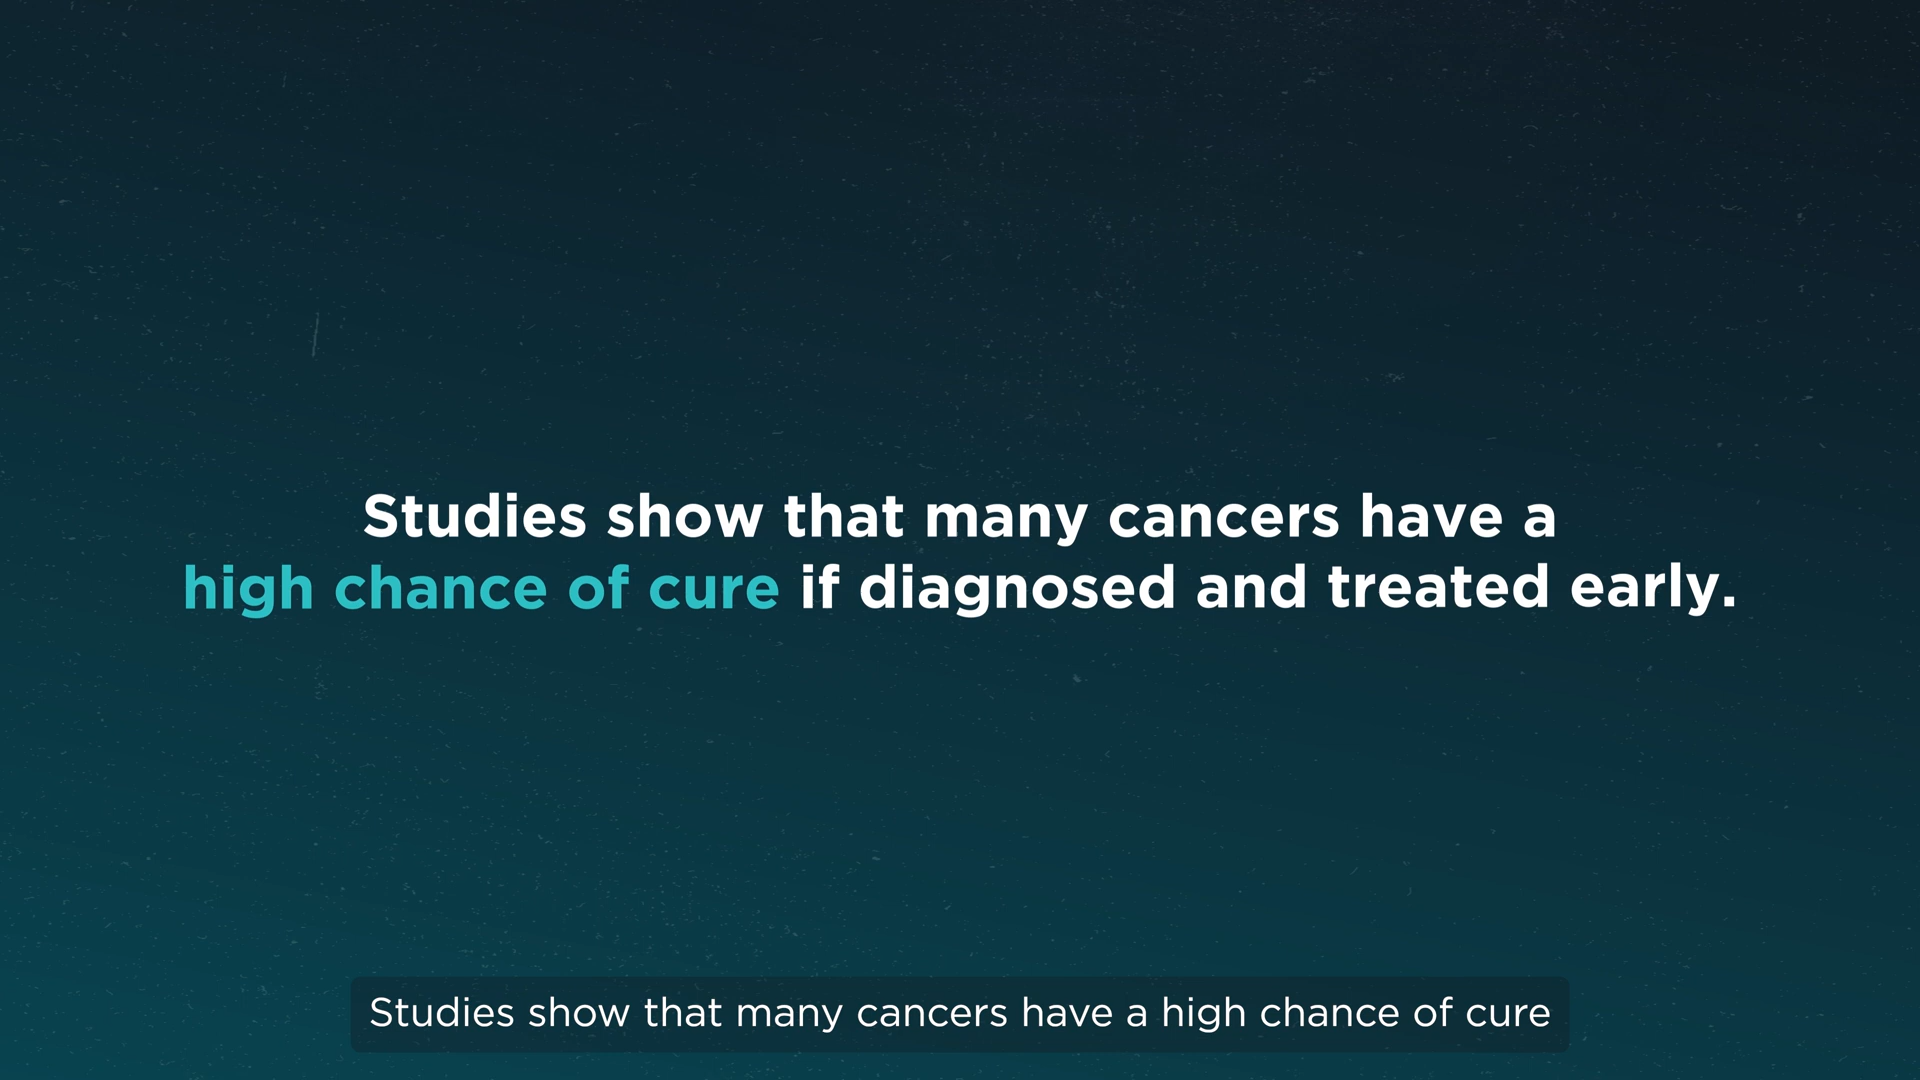 Studies show that many cancers have a
high chance of cure if diagnosed and treated early.
Studies show that many cancers have a high chance of cure